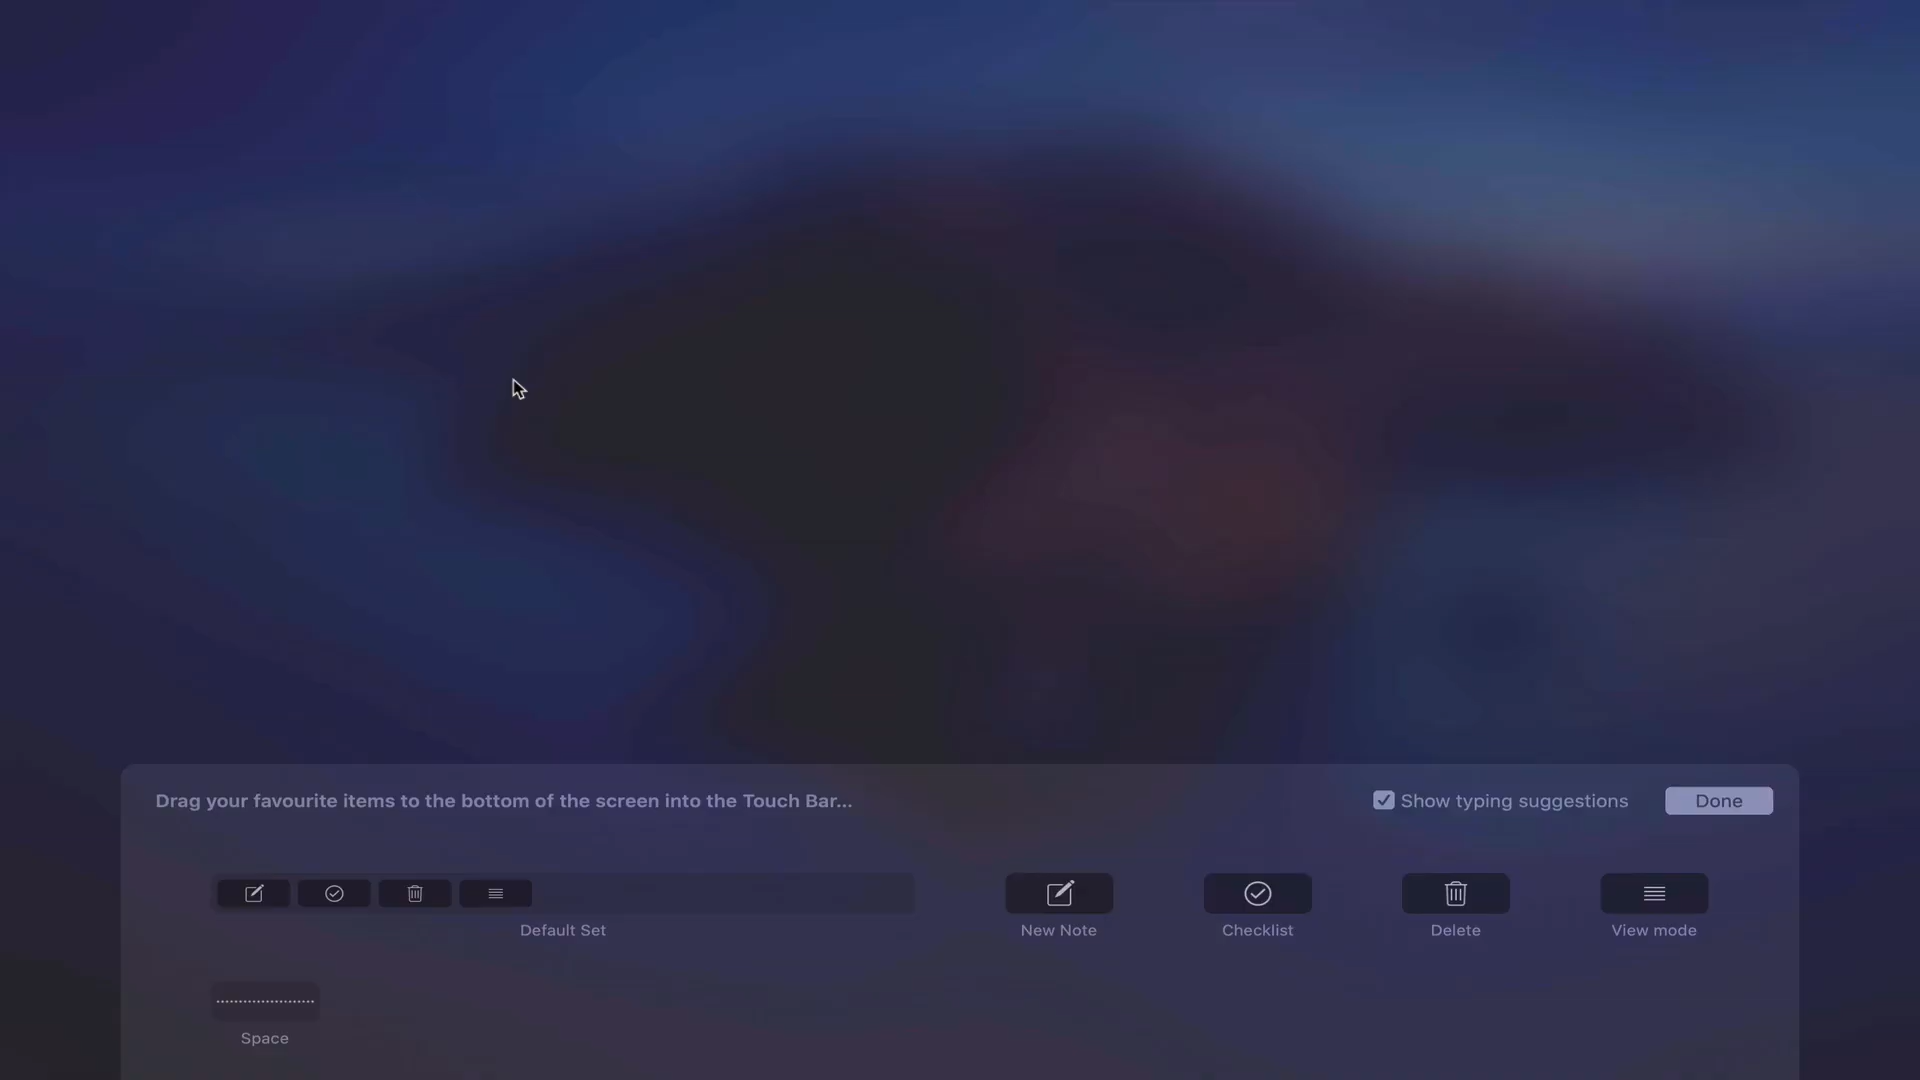 Drag your favourite items to the bottom of the screen into the Touch Bar...
Show typing suggestions
Done
Default Set
New Note
Checklist
Delete
View mode
Space